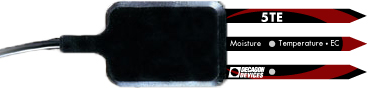 5TE
Moisture ● Temperature • EC
DECAGON
DEVICES